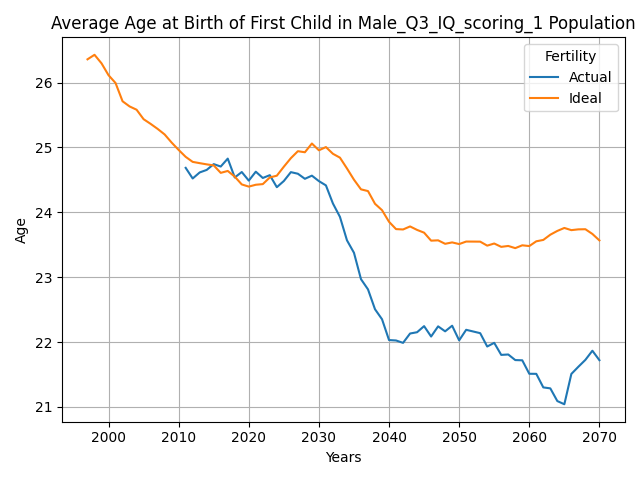 Average Age at Birth of First Child in Male_Q3_IQ_scoring_1 Population
Fertility
Actual
Ideal
26
25
24
23
22
21
Age
2000
2010
2020
2030
2040
2050
2060
2070
Years